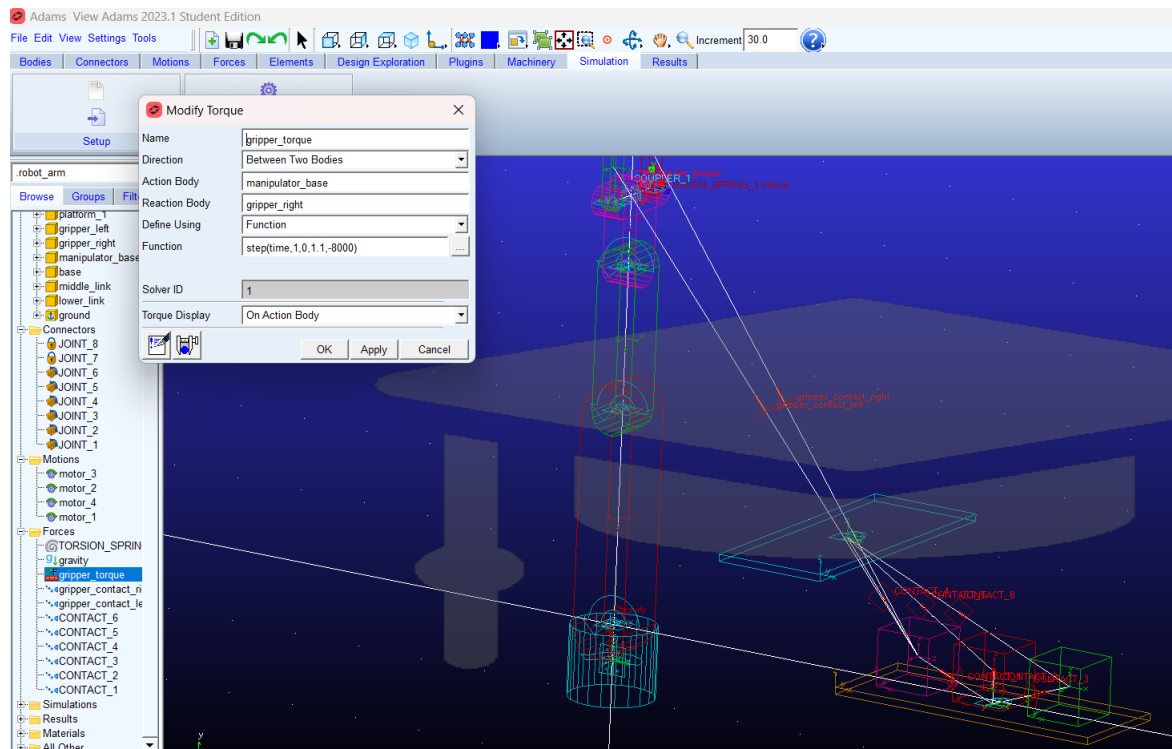 Adams View Adams 2023.1 Student Edition
File Edit View Settings Tools
Increment 30.0
Bodies Connectors Motions Forces Elements Design Exploration Plugins Machinery Simulation Results
Setup
Modify Torque
Name gripper_torque
Direction Between Two Bodies
Action Body manipulator_base
Reaction Body gripper_right
Define Using Function
Function step(time,1,0,1.1,-8000) ...
Solver ID 1
Torque Display On Action Body
OK Apply Cancel
.robot_arm
Browse Groups Filt
platform_1
gripper_left
gripper_right
manipulator_base
base
middle_link
lower_link
ground
Connectors
JOINT_8
JOINT_7
JOINT_6
JOINT_5
JOINT_4
JOINT_3
JOINT_2
JOINT_1
Motions
motor_3
motor_2
motor_4
motor_1
Forces
TORSION_SPRIN
gravity
gripper_torque
gripper_contact_ri
gripper_contact_le
CONTACT_6
CONTACT_5
CONTACT_4
CONTACT_3
CONTACT_2
CONTACT_1
Simulations
Results
Materials
All Other
COUPLER_1
gripper_contact_right
gripper_contact_left
y